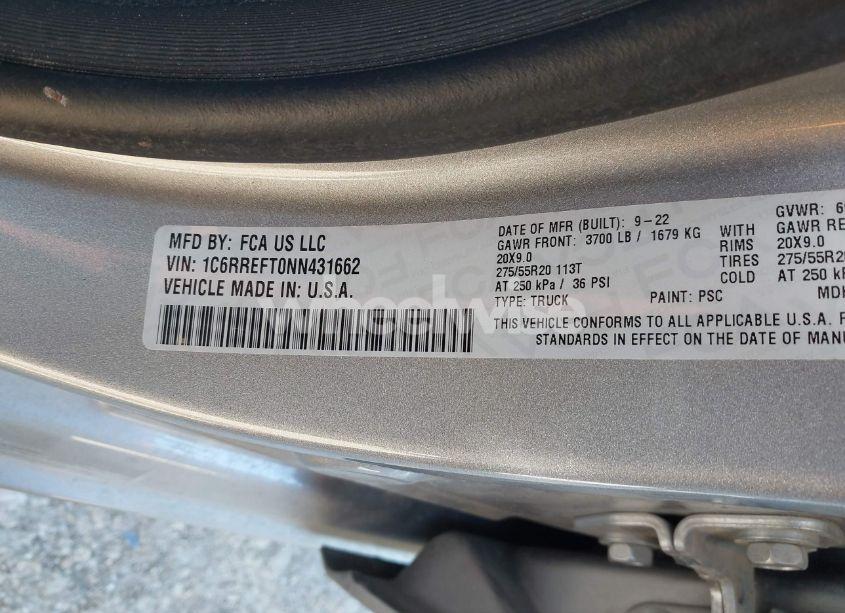 MFD BY: FCA US LLC
VIN: 1C6RREFT0NN431662
VEHICLE MADE IN: U.S.A.
DATE OF MFR (BUILT): 9-22
GAWR FRONT: 3700 LB / 1679 KG WITH
20X9.0 RIMS
275/55R20 113T TIRES
AT 250 kPa / 36 PSI COLD
TYPE: TRUCK PAINT: PSC
THIS VEHICLE CONFORMS TO ALL APPLICABLE U.S.A.
STANDARDS IN EFFECT ON THE DATE OF
GVWR:
GAWR
20X9.0
275/55R20
AT 250
wheelwise